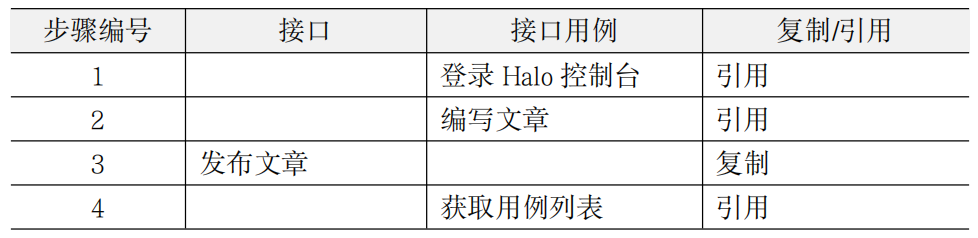 步骤编号 接口 接口用例 复制/引用
1 登录 Halo 控制台 引用
2 编写文章 引用
3 发布文章 复制
4 获取用例列表 引用